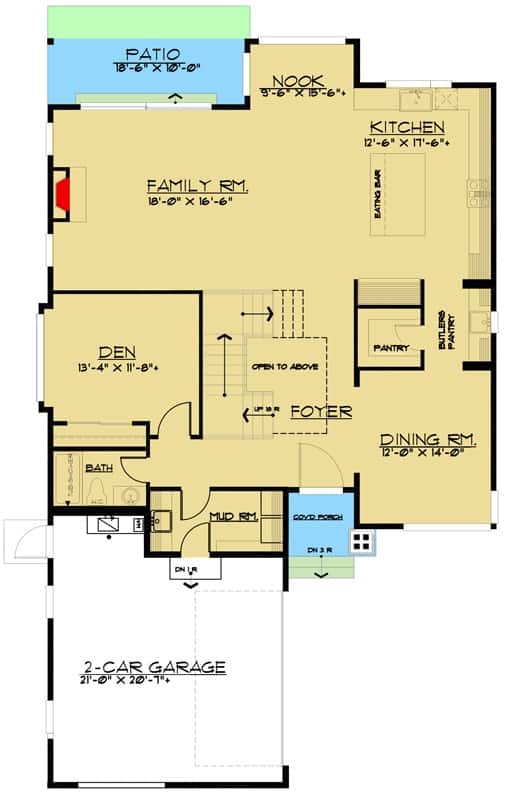 PATIO
18'-6" X 10'-0"
NOOK
9'-6" X 15'-6"+
KITCHEN
12'-6" X 17'-6"+
EATING BAR
FAMILY RM.
18'-0" X 16'-6"
BUTLERS
PANTRY
PANTRY
DEN
13'-4" X 11'-8"+
OPEN TO ABOVE
UP 18 R
FOYER
DINING RM.
12'-0" X 14'-0"
BATH
TUB/SHOWER
MUD RM.
COV'D PORCH
DN 3 R
DN 1 R
2-CAR GARAGE
21'-0" X 20'-7"+